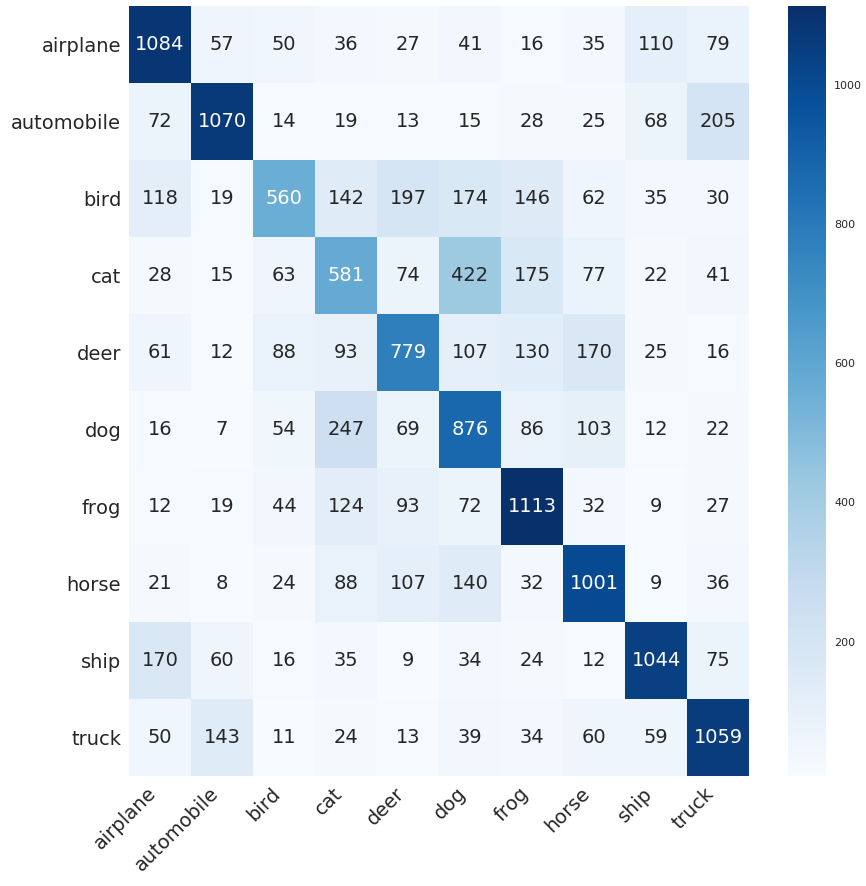 airplane 1084 57 50 36 27 41 16 35 110 79
automobile 72 1070 14 19 13 15 28 25 68 205
bird 118 19 560 142 197 174 146 62 35 30
cat 28 15 63 581 74 422 175 77 22 41
deer 61 12 88 93 779 107 130 170 25 16
dog 16 7 54 247 69 876 86 103 12 22
frog 12 19 44 124 93 72 1113 32 9 27
horse 21 8 24 88 107 140 32 1001 9 36
ship 170 60 16 35 9 34 24 12 1044 75
truck 50 143 11 24 13 39 34 60 59 1059
airplane automobile bird cat deer dog frog horse ship truck
1000
800
600
400
200